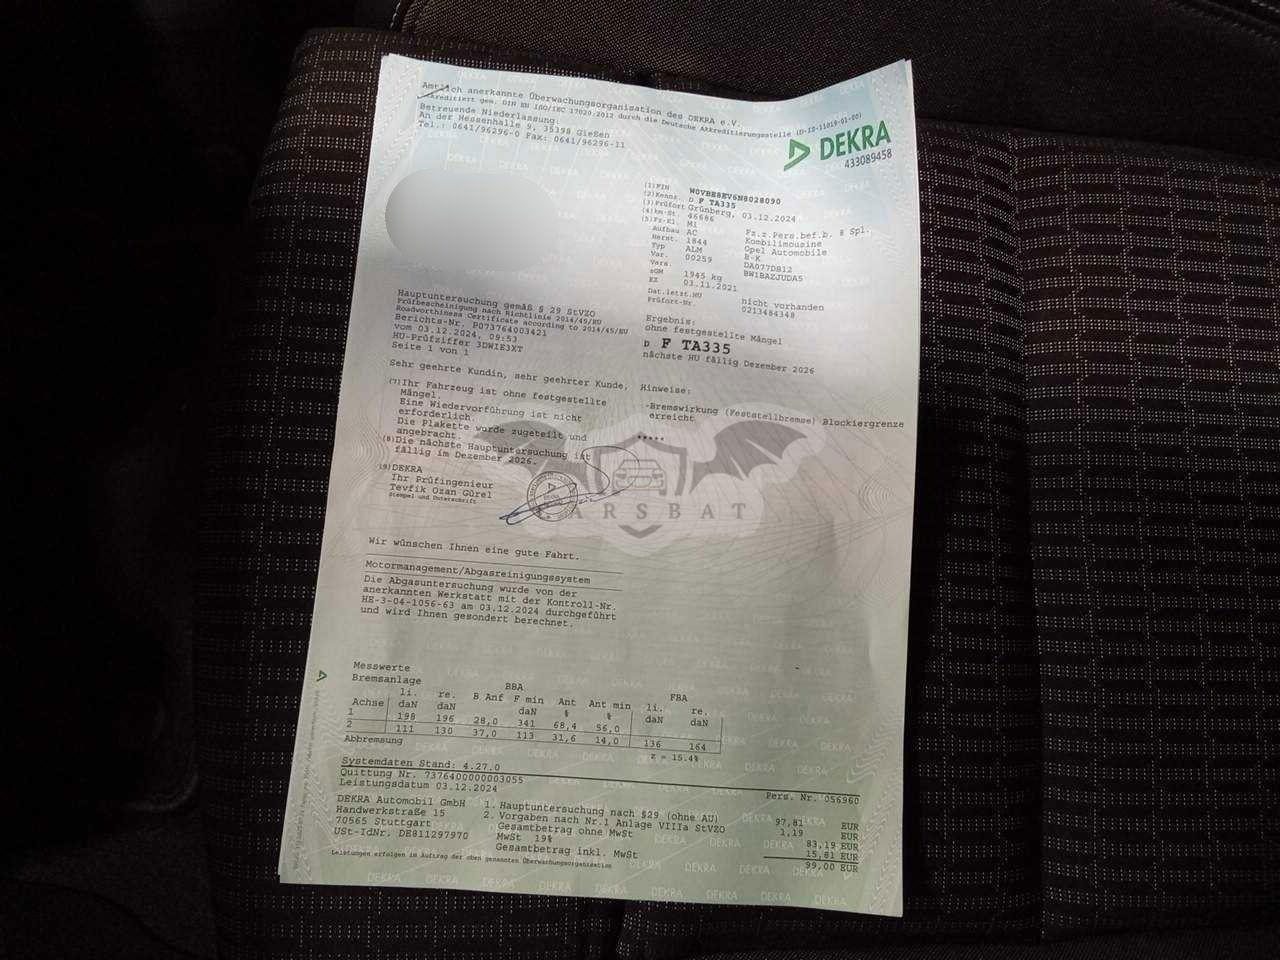 Amtlich anerkannte Überwachungsorganisation des DEKRA e.V.
Akkreditiert gem. DIN EN ISO/IEC 17020:2012 durch die Deutsche Akkreditierungsstelle (D-IS-11019-01-00)
Betreuende Niederlassung
An der Hessenhalle 9, 35398 Gießen
Tel.: 0641/96296-0 Fax: 0641/96296-11
DEKRA
433089458
(1) FIN W0VBE8EV6N8028090
(2) Kennz. D F TA335
(3) Prüfort Grünberg, 03.12.2024
(4) km-St. 46686
(5) Fz-Kl. M1 Fz.z.Pers.bef.b. 8 Spl.
Aufbau AC Kombilimousine
Herst. 1844 Opel Automobile
Typ ALM B-K
Var. 00259 DA077DB12
Vers. BW1BAZJUDA5
zGM 1945 kg
EZ 03.11.2021
Dat.letzt.HU nicht vorhanden
Prüfort-Nr. 0213484348
Hauptuntersuchung gemäß § 29 StVZO
Prüfbescheinigung nach Richtlinie 2014/45/EU
Roadworthiness Certificate according to 2014/45/EU
Berichts-Nr. P073764003421
vom 03.12.2024, 09:53
HU-Prüfziffer 3DWIE3XT
Seite 1 von 1
Ergebnis:
ohne festgestellte Mängel
D F TA335
nächste HU fällig Dezember 2026
Sehr geehrte Kundin, sehr geehrter Kunde,
(7) Ihr Fahrzeug ist ohne festgestellte
Mängel.
Eine Wiedervorführung ist nicht
erforderlich.
Die Plakette wurde zugeteilt und
angebracht.
(8) Die nächste Hauptuntersuchung ist
fällig im Dezember 2026.
(9) DEKRA
Ihr Prüfingenieur
Tevfik Ozan Gürel
Stempel und Unterschrift
Hinweise:
-Bremswirkung (Feststellbremse) Blockiergrenze
erreicht
*****
CARSBAT
Wir wünschen Ihnen eine gute Fahrt.
Motormanagement/Abgasreinigungssystem
Die Abgasuntersuchung wurde von der
anerkannten Werkstatt mit der Kontroll-Nr.
HE-3-04-1056-63 am 03.12.2024 durchgeführt
und wird Ihnen gesondert berechnet.
Messwerte
Bremsanlage BBA FBA
li. re. B Anf F min Ant Ant min li. re.
Achse daN daN daN % % daN daN
1 198 196 28,0 341 68,4 56,0
2 111 130 37,0 113 31,6 14,0 136 164
Abbremsung z = 15.4%
Systemdaten Stand: 4.27.0
Quittung Nr. 7376400000003055 Pers. Nr. 056960
Leistungsdatum 03.12.2024
DEKRA Automobil GmbH
Handwerkstraße 15
70565 Stuttgart
USt-IdNr. DE811297970
1. Hauptuntersuchung nach §29 (ohne AU) 97,81 EUR
2. Vorgaben nach Nr.1 Anlage VIIIa StVZO 1,19 EUR
Gesamtbetrag ohne MwSt 83,19 EUR
MwSt 19% 15,81 EUR
Gesamtbetrag inkl. MwSt 99,00 EUR
Leistungen erfolgen im Auftrag der oben genannten Überwachungsorganisation